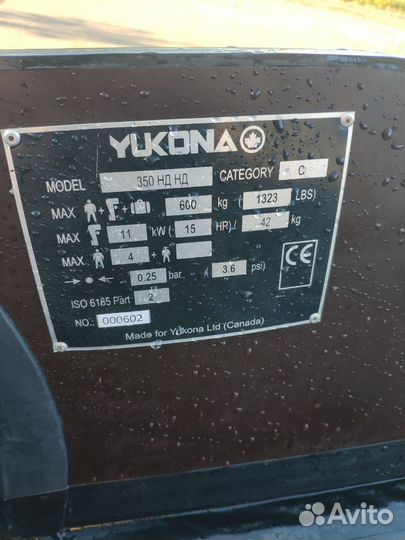 YUKONA
MODEL 350 НД НД CATEGORY C
MAX + F + 600 kg ( 1323 LBS)
MAX F 11 kW ( 15 HP) / 42 kg
MAX 4 +
0.25 bar. ( 3.6 psi)
CE
ISO 6185 Part 2
NO.: 000602
Made for Yukona Ltd (Canada)
Avito